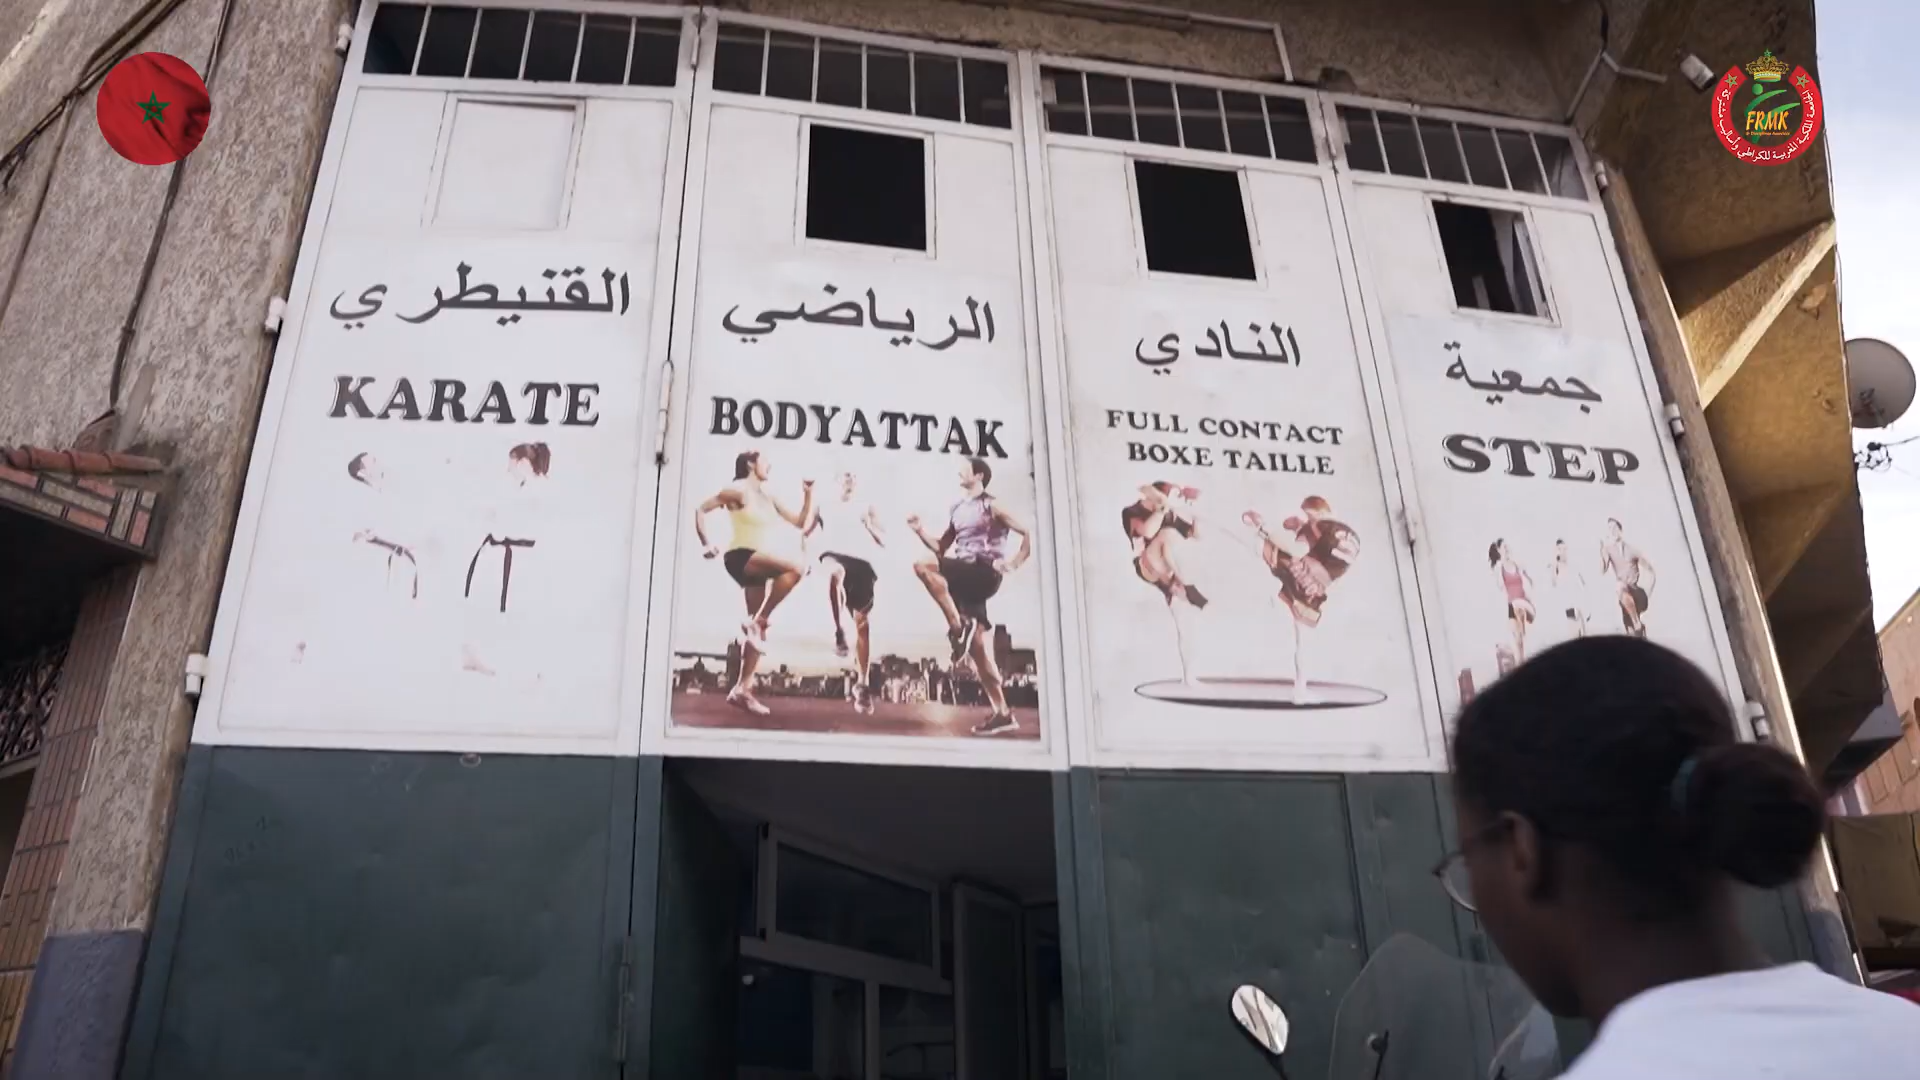 جمعية
النادي
الرياضي
القنيطري
KARATE
BODYATTAK
FULL CONTACT
BOXE TAILLE
STEP
FRMK